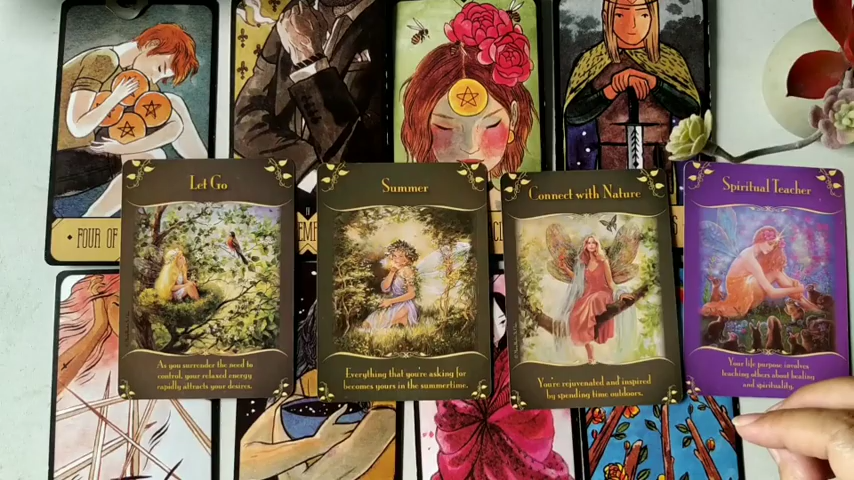 FOUR OF
Let Go
Summer
Connect with Nature
Spiritual Teacher
As you surrender the need to
control, your relaxed energy
rapidly attracts your desires.
Everything that you're asking for
becomes yours in the summertime.
You're rejuvenated and inspired
by spending time outdoors.
Your life purpose involves
teaching others about healing
and spirituality.